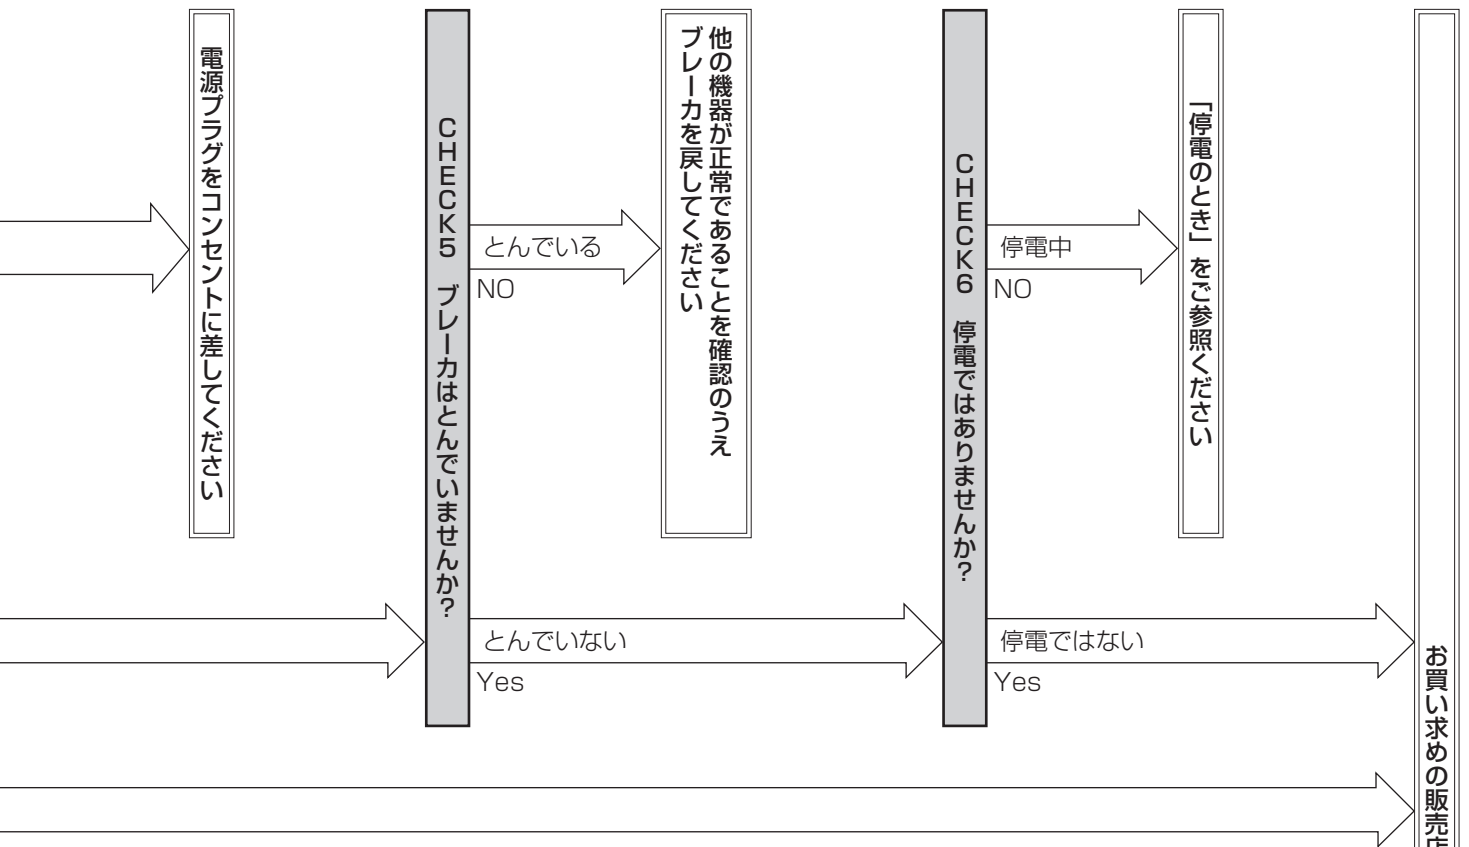 電源プラグをコンセントに差してください
CHECK5 ブレーカはとんでいませんか？
とんでいる
NO
他の機器が正常であることを確認のうえ
ブレーカを戻してください
CHECK6 停電ではありませんか？
停電中
NO
「停電のとき」をご参照ください
とんでいない
Yes
停電ではない
Yes
お買い求めの販売店